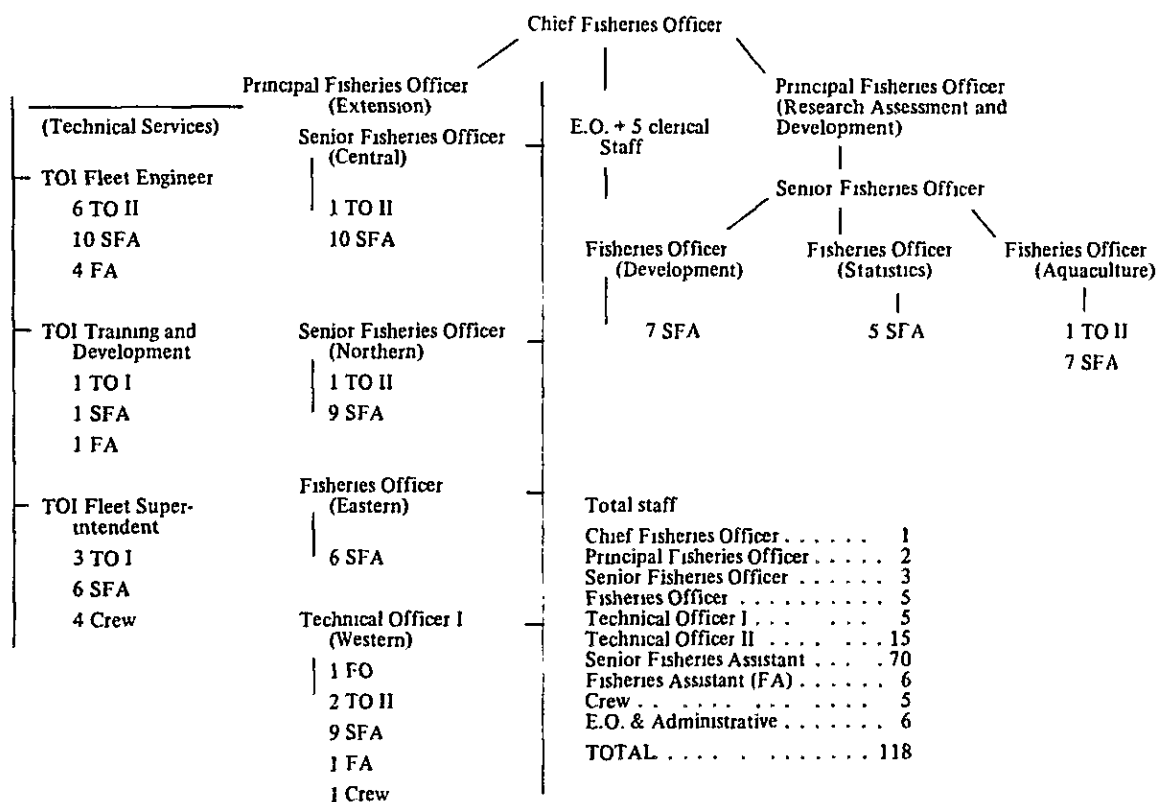 Chief Fisheries Officer
Principal Fisheries Officer
(Extension)
Principal Fisheries Officer
(Research Assessment and
Development)
(Technical Services)
TOI Fleet Engineer
6 TO II
10 SFA
4 FA
TOI Training and
Development
1 TO I
1 SFA
1 FA
TOI Fleet Super-
intendent
3 TO I
6 SFA
4 Crew
Senior Fisheries Officer
(Central)
1 TO II
10 SFA
Senior Fisheries Officer
(Northern)
1 TO II
9 SFA
Fisheries Officer
(Eastern)
6 SFA
Technical Officer I
(Western)
1 FO
2 TO II
9 SFA
1 FA
1 Crew
E.O. + 5 clerical
Staff
Senior Fisheries Officer
Fisheries Officer
(Development)
7 SFA
Fisheries Officer
(Statistics)
5 SFA
Fisheries Officer
(Aquaculture)
1 TO II
7 SFA
Total staff
Chief Fisheries Officer . . . . . . 1
Principal Fisheries Officer . . . . . 2
Senior Fisheries Officer . . . . . . 3
Fisheries Officer . . . . . . . . . . 5
Technical Officer I . . . . . . . . 5
Technical Officer II . . . . . . . 15
Senior Fisheries Assistant . . . . 70
Fisheries Assistant (FA) . . . . . . 6
Crew . . . . . . . . . . . . 5
E.O. & Administrative . . . . . . . 6
TOTAL . . . . . . . . . . . . 118